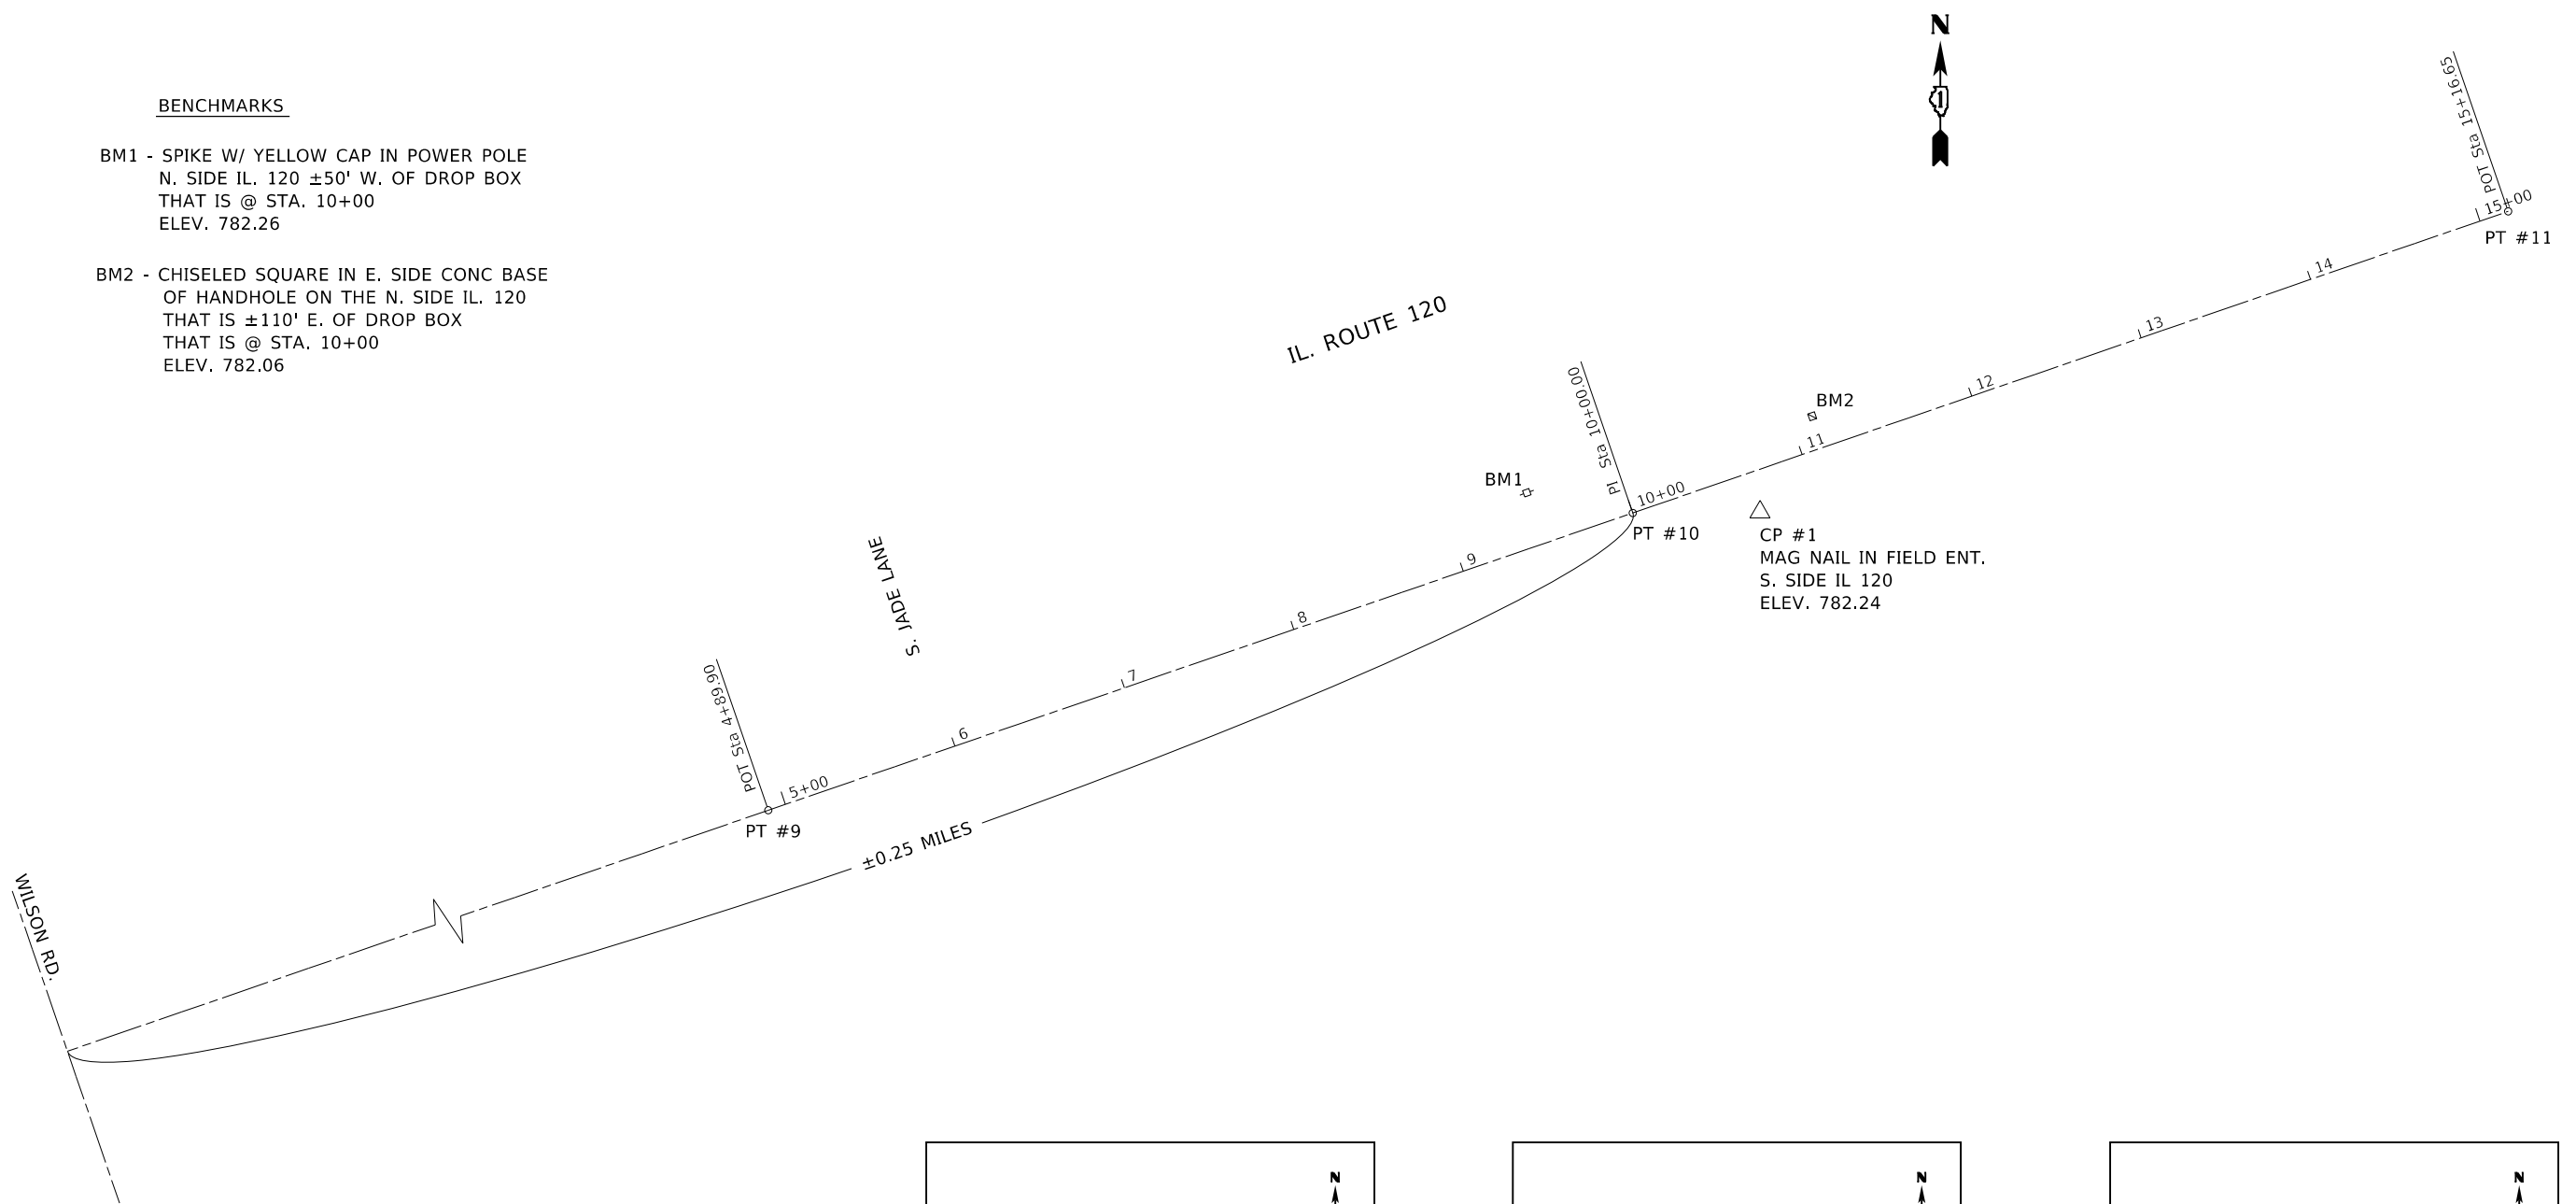 N
1
BENCHMARKS
BM1 - SPIKE W/ YELLOW CAP IN POWER POLE
N. SIDE IL. 120 ±50' W. OF DROP BOX
THAT IS @ STA. 10+00
ELEV. 782.26
BM2 - CHISELED SQUARE IN E. SIDE CONC BASE
OF HANDHOLE ON THE N. SIDE IL. 120
THAT IS ±110' E. OF DROP BOX
THAT IS @ STA. 10+00
ELEV. 782.06
POT Sta 15+16.65
15+00
PT #11
14
13
12
IL. ROUTE 120
BM2
11
PI Sta 10+00.00
BM1
10+00
PT #10
CP #1
MAG NAIL IN FIELD ENT.
S. SIDE IL 120
ELEV. 782.24
9
8
7
6
S. JADE LANE
POT Sta 4+89.90
5+00
PT #9
±0.25 MILES
WILSON RD.
N
N
N